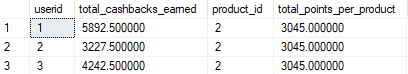 userid total_cashbacks_earned product_id total_points_per_product
1 1 5892.500000 2 3045.000000
2 2 3227.500000 2 3045.000000
3 3 4242.500000 2 3045.000000